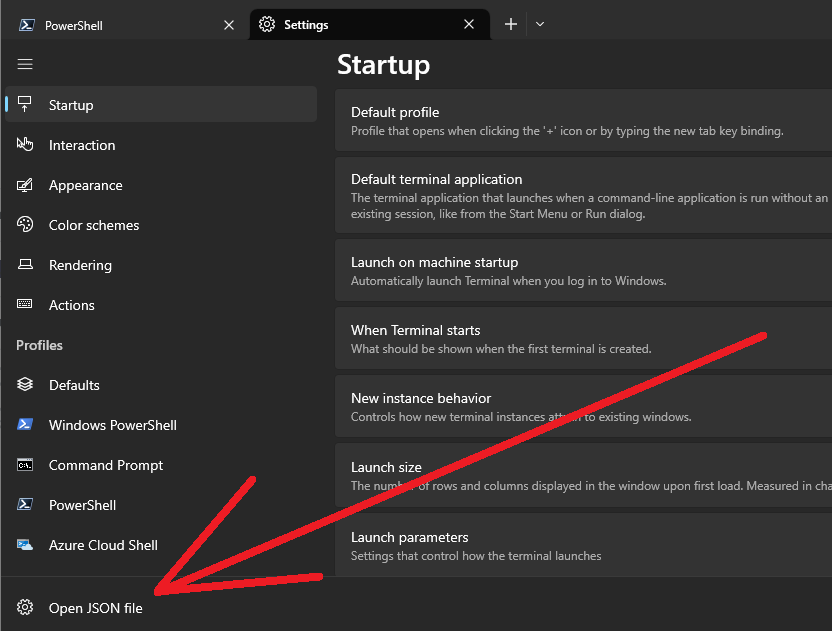 PowerShell
Settings
Startup
Interaction
Appearance
Color schemes
Rendering
Actions
Profiles
Defaults
Windows PowerShell
Command Prompt
PowerShell
Azure Cloud Shell
Open JSON file
Startup
Default profile
Profile that opens when clicking the '+' icon or by typing the new tab key binding.
Default terminal application
The terminal application that launches when a command-line application is run without an
existing session, like from the Start Menu or Run dialog.
Launch on machine startup
Automatically launch Terminal when you log in to Windows.
When Terminal starts
What should be shown when the first terminal is created.
New instance behavior
Controls how new terminal instances attach to existing windows.
Launch size
The number of rows and columns displayed in the window upon first load. Measured in cha
Launch parameters
Settings that control how the terminal launches